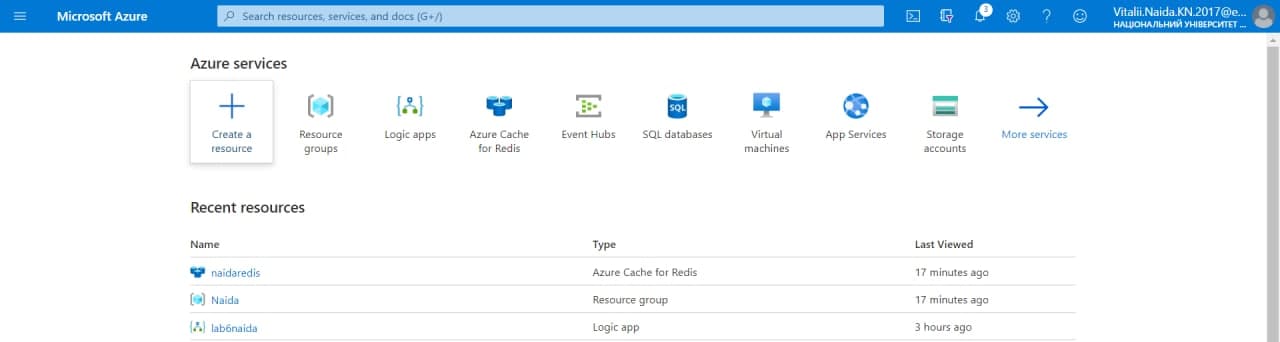 Microsoft Azure
Search resources, services, and docs (G+/)
3
Vitalii.Naida.KN.2017@e...
НАЦІОНАЛЬНИЙ УНІВЕРСИТЕТ ...
Azure services
Create a resource
Resource groups
Logic apps
Azure Cache for Redis
Event Hubs
SQL
SQL databases
Virtual machines
App Services
Storage accounts
More services
Recent resources
Name Type Last Viewed
naidaredis Azure Cache for Redis 17 minutes ago
Naida Resource group 17 minutes ago
lab6naida Logic app 3 hours ago